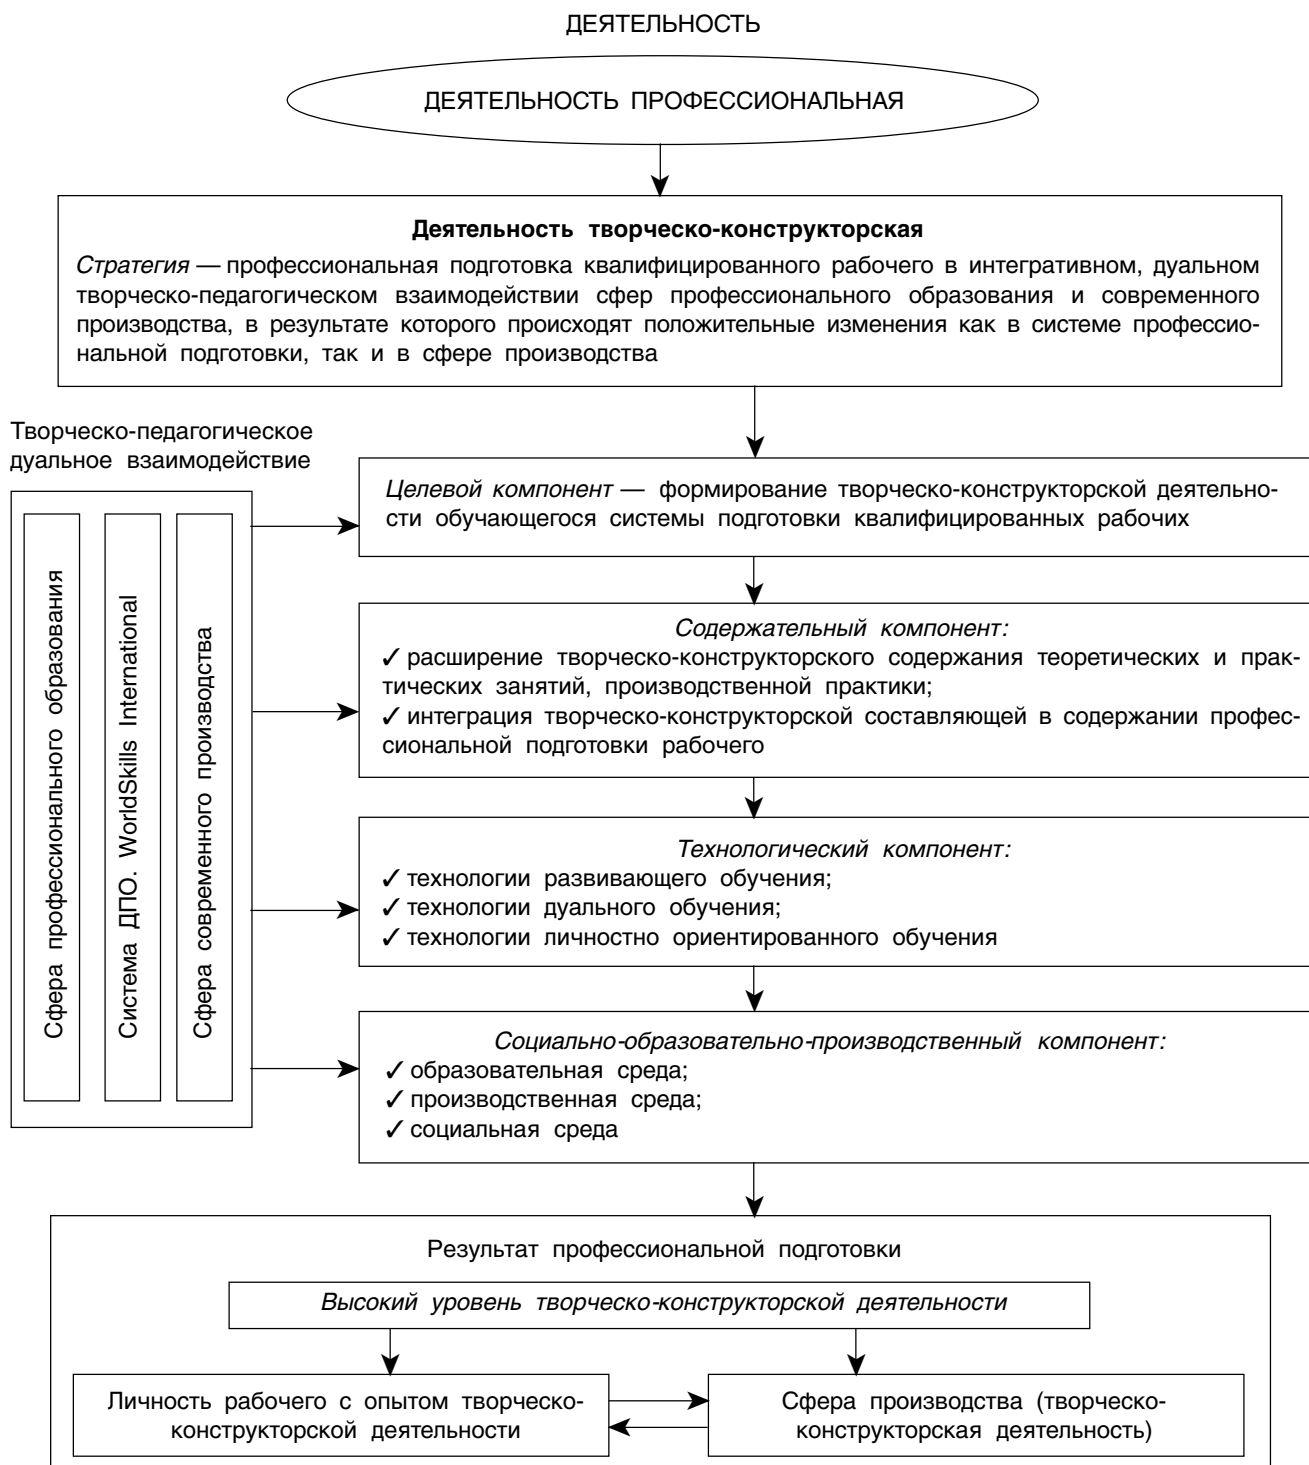 ДЕЯТЕЛЬНОСТЬ
ДЕЯТЕЛЬНОСТЬ ПРОФЕССИОНАЛЬНАЯ
Деятельность творческо-конструкторская
Стратегия — профессиональная подготовка квалифицированного рабочего в интегративном, дуальном
творческо-педагогическом взаимодействии сфер профессионального образования и современного
производства, в результате которого происходят положительные изменения как в системе профессио-
нальной подготовки, так и в сфере производства
Творческо-педагогическое
дуальное взаимодействие
Сфера профессионального образования
Система ДПО. WorldSkills International
Сфера современного производства
Целевой компонент — формирование творческо-конструкторской деятельно-
сти обучающегося системы подготовки квалифицированных рабочих
Содержательный компонент:
✓ расширение творческо-конструкторского содержания теоретических и прак-
тических занятий, производственной практики;
✓ интеграция творческо-конструкторской составляющей в содержании профес-
сиональной подготовки рабочего
Технологический компонент:
✓ технологии развивающего обучения;
✓ технологии дуального обучения;
✓ технологии личностно ориентированного обучения
Социально-образовательно-производственный компонент:
✓ образовательная среда;
✓ производственная среда;
✓ социальная среда
Результат профессиональной подготовки
Высокий уровень творческо-конструкторской деятельности
Личность рабочего с опытом творческо-
конструкторской деятельности
Сфера производства (творческо-
конструкторская деятельность)